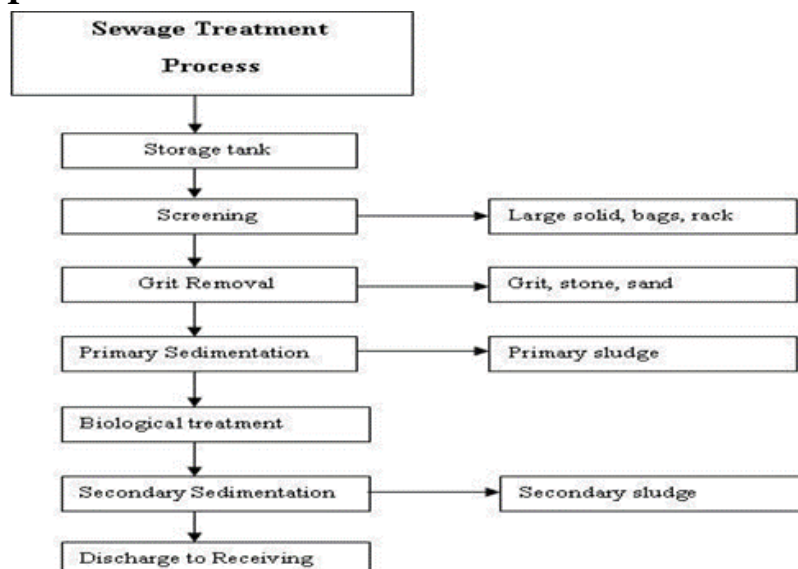 Sewage Treatment
Process
Storage tank
Screening
Large solid, bags, rack
Grit Removal
Grit, stone, sand
Primary Sedimentation
Primary sludge
Biological treatment
Secondary Sedimentation
Secondary sludge
Discharge to Receiving